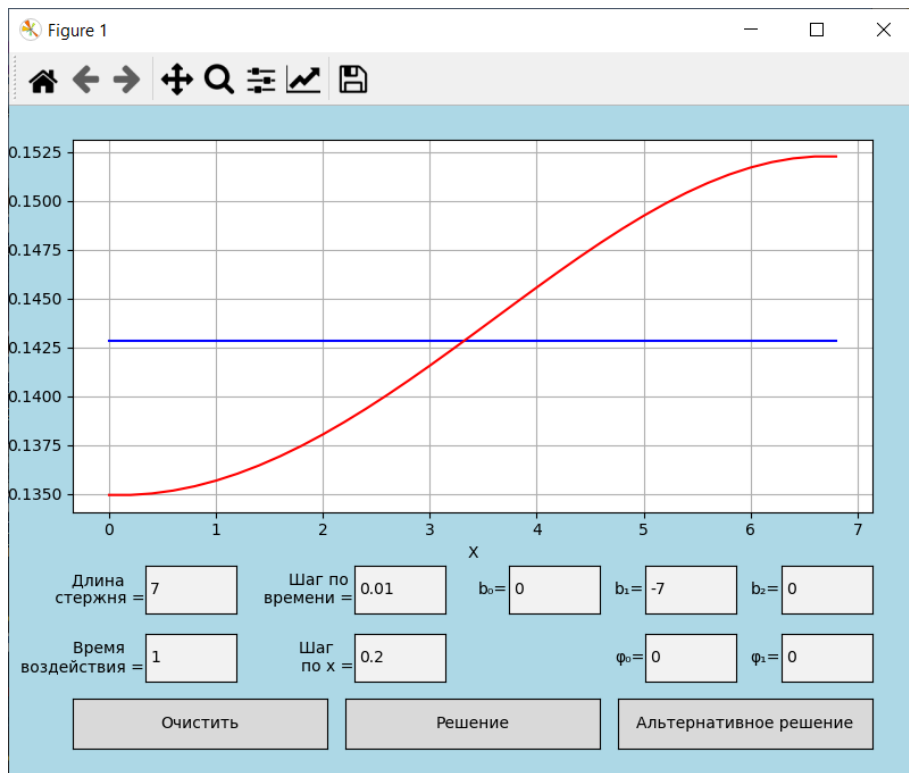 Figure 1
0.1525
0.1500
0.1475
0.1450
0.1425
0.1400
0.1375
0.1350
0 1 2 3 4 5 6 7
X
Длина
стержня = 7
Шаг по
времени = 0.01
b₀= 0
b₁= -7
b₂= 0
Время
воздействия = 1
Шаг
по x = 0.2
φ₀= 0
φ₁= 0
Очистить
Решение
Альтернативное решение